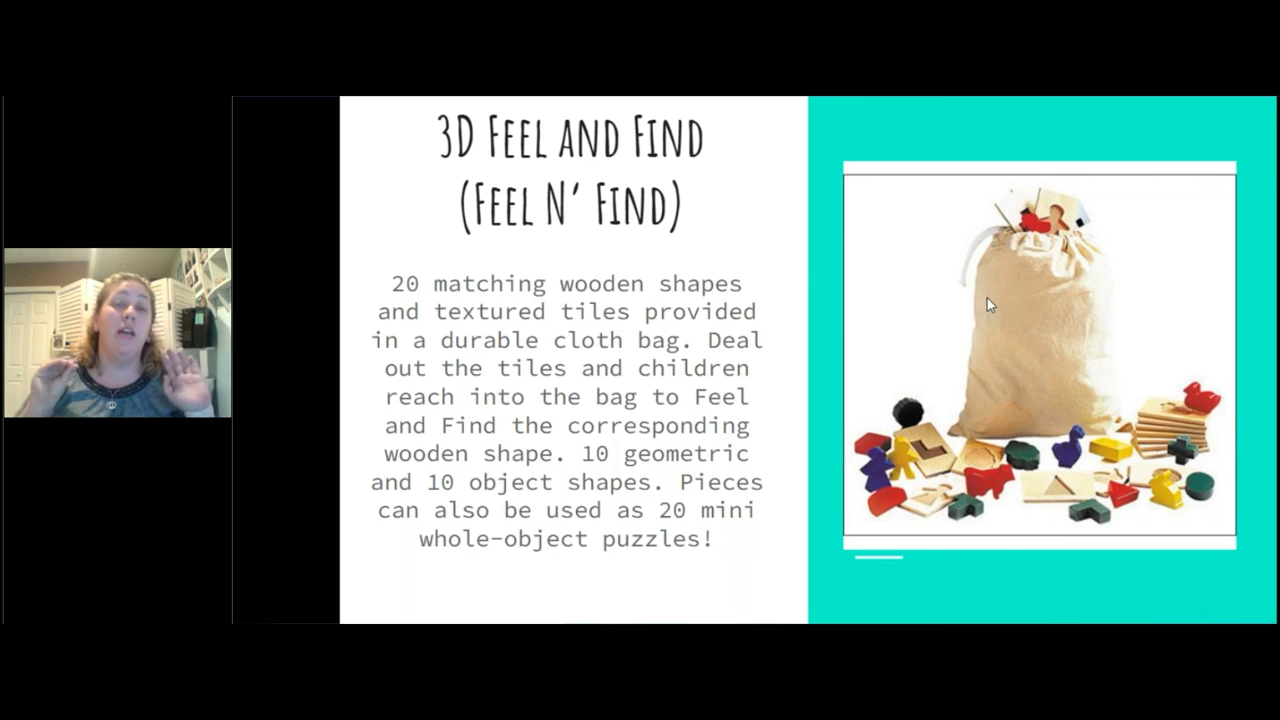 3D Feel and Find
(Feel N’ Find)
20 matching wooden shapes
and textured tiles provided
in a durable cloth bag. Deal
out the tiles and children
reach into the bag to Feel
and Find the corresponding
wooden shape. 10 geometric
and 10 object shapes. Pieces
can also be used as 20 mini
whole-object puzzles!